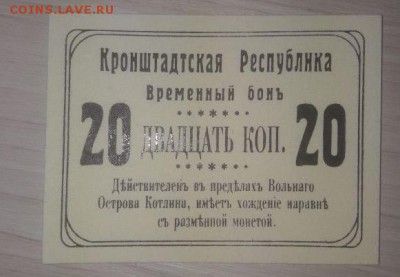 COINS.LAVE.RU
Кронштадтская Республика
Временный бонъ
20 ДВАДЦАТЬ КОП. 20
Дѣйствителенъ въ предѣлахъ Вольнаго
Острова Котлина, имѣетъ хожденіе наравнѣ
съ размѣнной монетой.